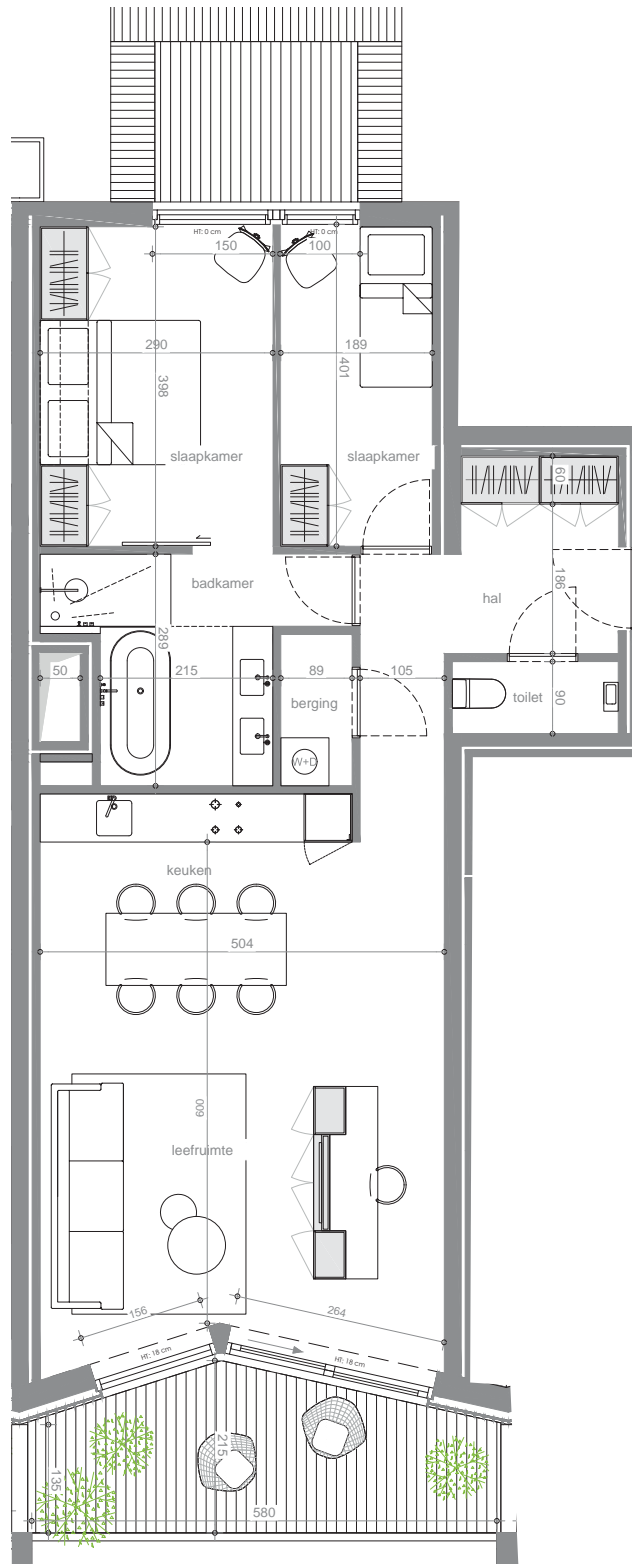 HT: 0 cm
HT: 0 cm
150
100
290
189
398
401
slaapkamer
slaapkamer
60
badkamer
186
hal
289
50
215
89
105
toilet
berging
90
W+D
keuken
504
600
leefruimte
156
264
HT: 18 cm
HT: 18 cm
215
135
580